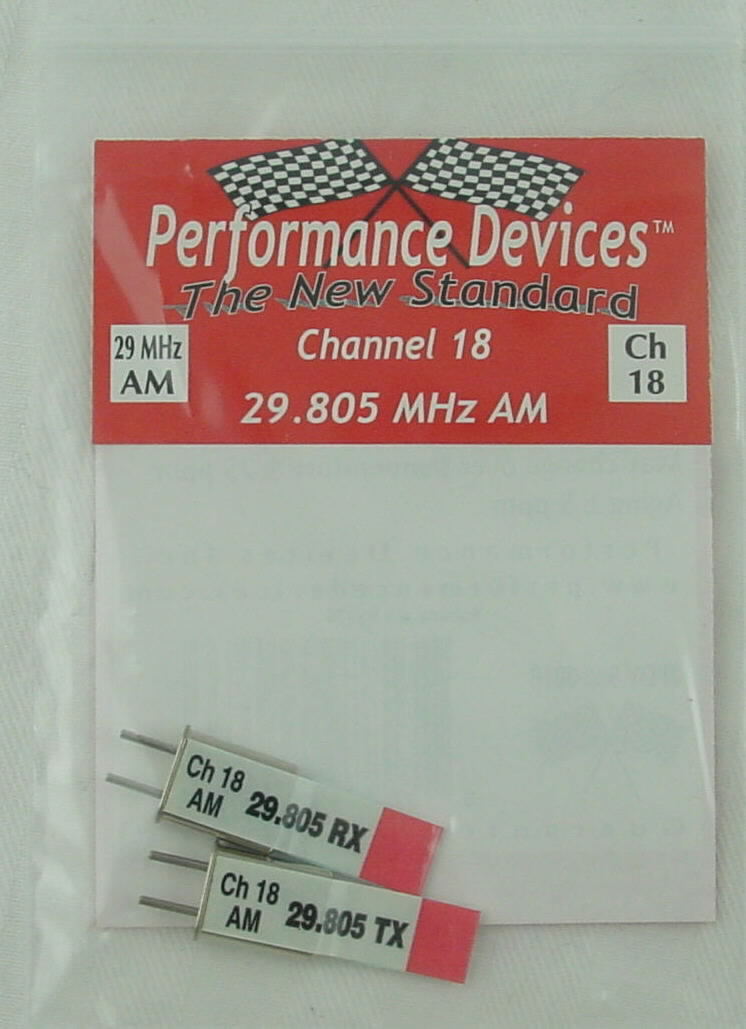 Performance Devices™
The New Standard
29 MHz
AM
Channel 18
Ch
18
29.805 MHz AM
Ch 18
AM
29.805 RX
Ch 18
AM
29.805 TX